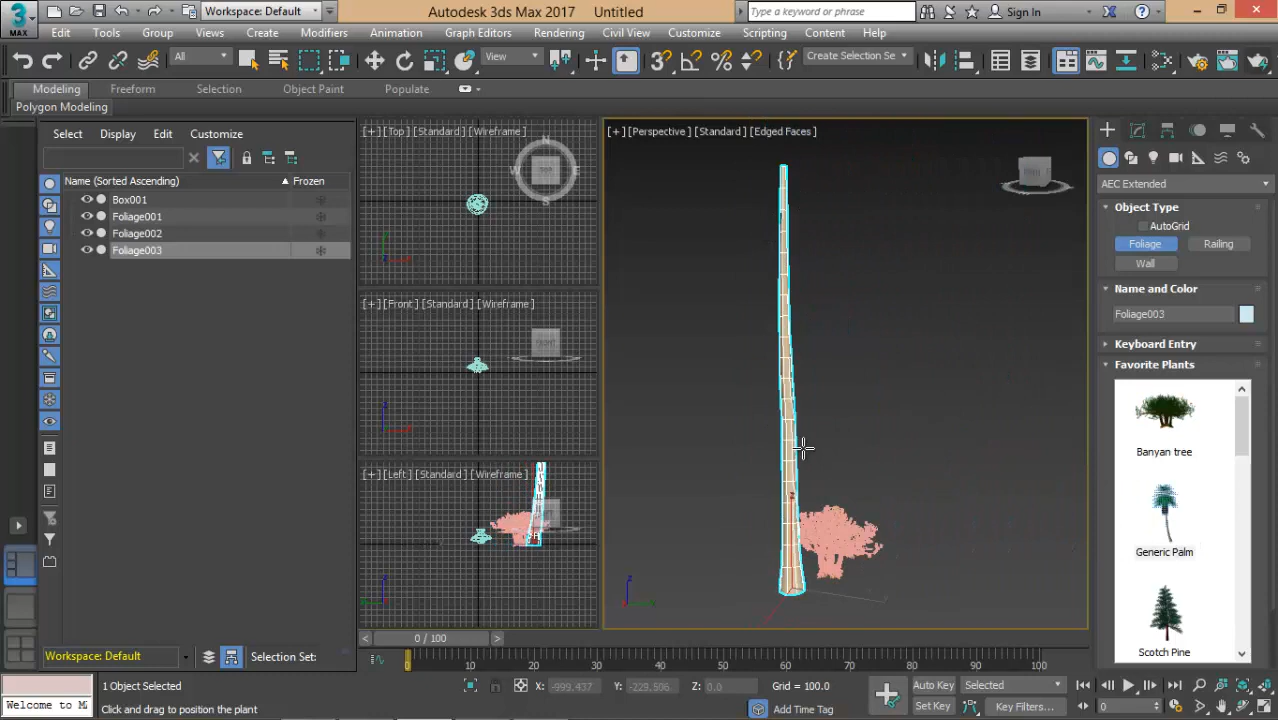 3
MAX
Workspace: Default
Autodesk 3ds Max 2017 Untitled
Type a keyword or phrase
Sign In
Edit Tools Group Views Create Modifiers Animation Graph Editors Rendering Civil View Customize Scripting Content Help
All
View
Create Selection Se
Modeling Freeform Selection Object Paint Populate
Polygon Modeling
Select Display Edit Customize
Name (Sorted Ascending) Frozen
Box001
Foliage001
Foliage002
Foliage003
[+] [Top] [Standard] [Wireframe]
[+] [Front] [Standard] [Wireframe]
[+] [Left] [Standard] [Wireframe]
[+] [Perspective] [Standard] [Edged Faces]
AEC Extended
Object Type
AutoGrid
Foliage Railing
Wall
Name and Color
Foliage003
Keyboard Entry
Favorite Plants
Banyan tree
Generic Palm
Scotch Pine
Workspace: Default
Selection Set:
< 0 / 100 >
0 10 20 30 40 50 60 70 80 90 100
Welcome to M
1 Object Selected
Click and drag to position the plant
X: -999.437 Y: -229.506 Z: 0.0 Grid = 100.0
Add Time Tag
Auto Key Selected
Set Key Key Filters...
0